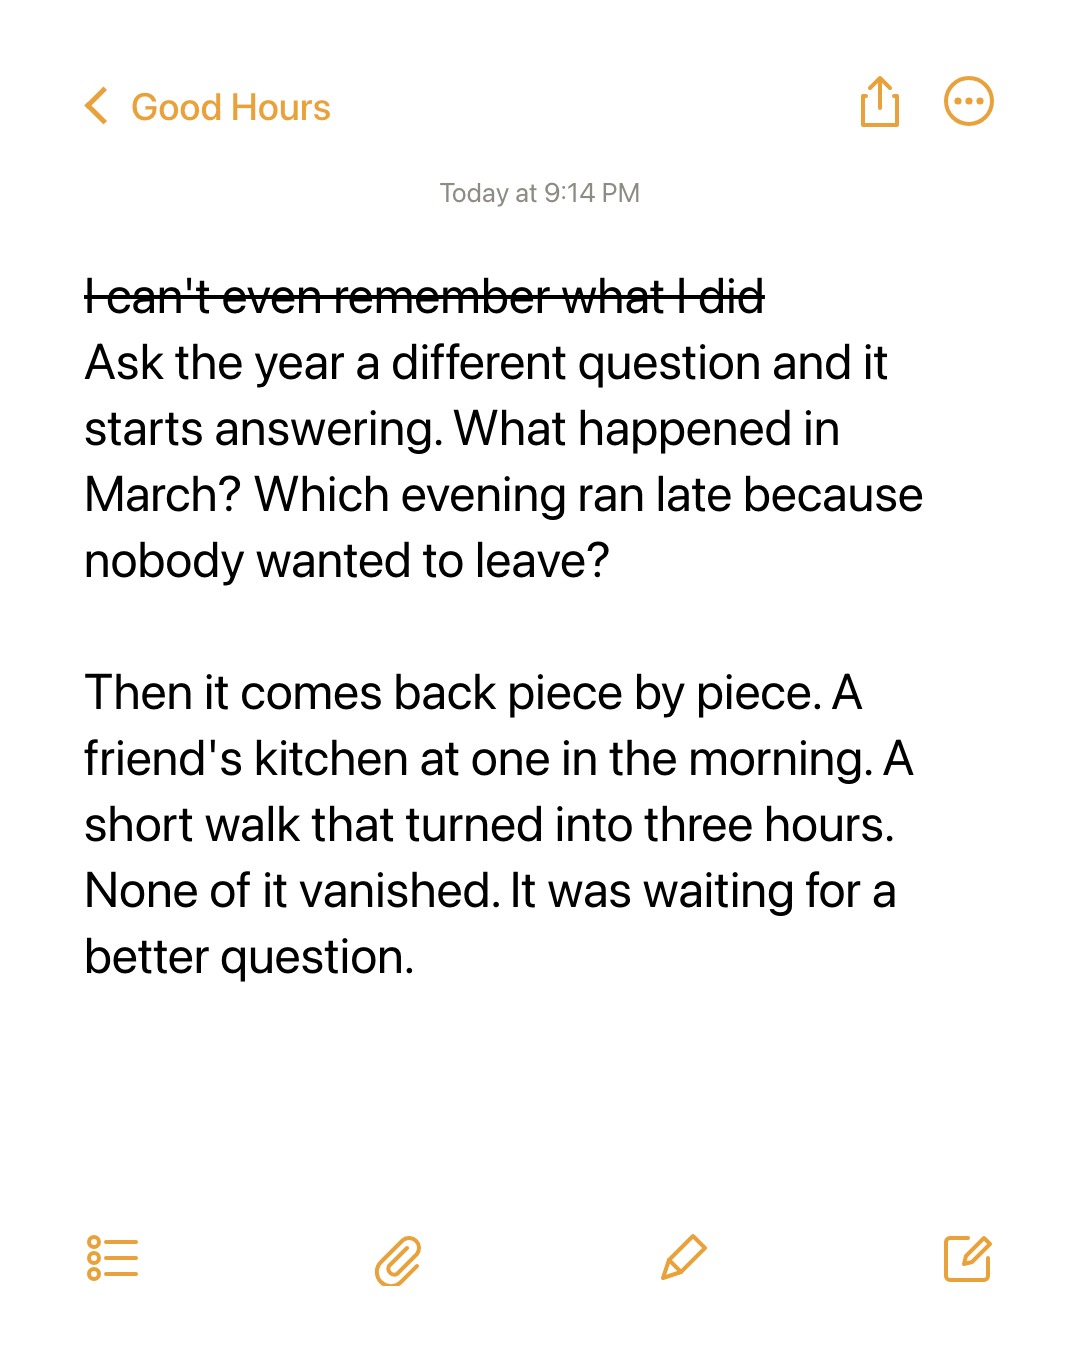 Good Hours
Today at 9:14 PM
I can't even remember what I did
Ask the year a different question and it
starts answering. What happened in
March? Which evening ran late because
nobody wanted to leave?
Then it comes back piece by piece. A
friend's kitchen at one in the morning. A
short walk that turned into three hours.
None of it vanished. It was waiting for a
better question.